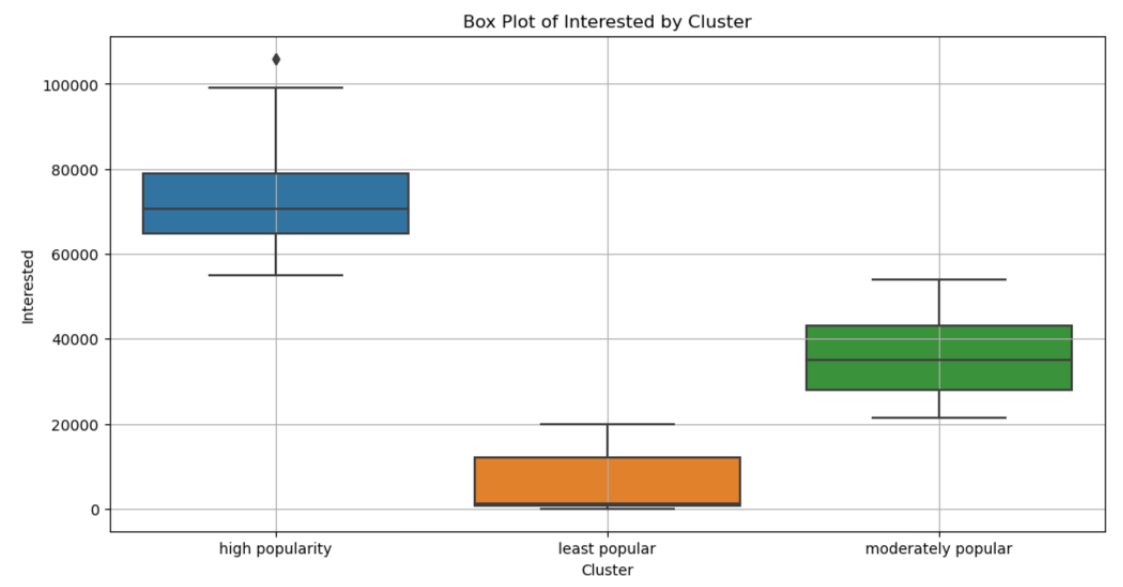 Box Plot of Interested by Cluster
100000
80000
60000
40000
20000
0
Interested
high popularity
least popular
moderately popular
Cluster